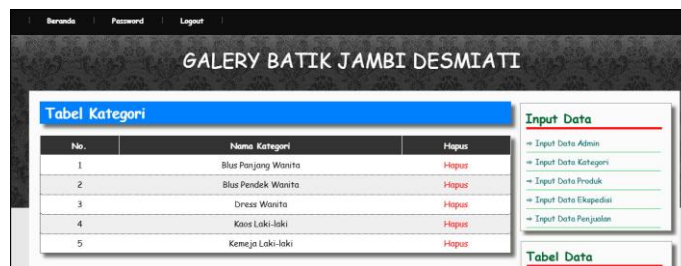 Beranda Password Logout
GALERY BATIK JAMBI DESMIATI
Tabel Kategori
No. Nama Kategori Hapus
1 Blus Panjang Wanita Hapus
2 Blus Pendek Wanita Hapus
3 Dress Wanita Hapus
4 Kaos Laki-laki Hapus
5 Kemeja Laki-laki Hapus
Input Data
⇒ Input Data Admin
⇒ Input Data Kategori
⇒ Input Data Produk
⇒ Input Data Ekspedisi
⇒ Input Data Penjualan
Tabel Data